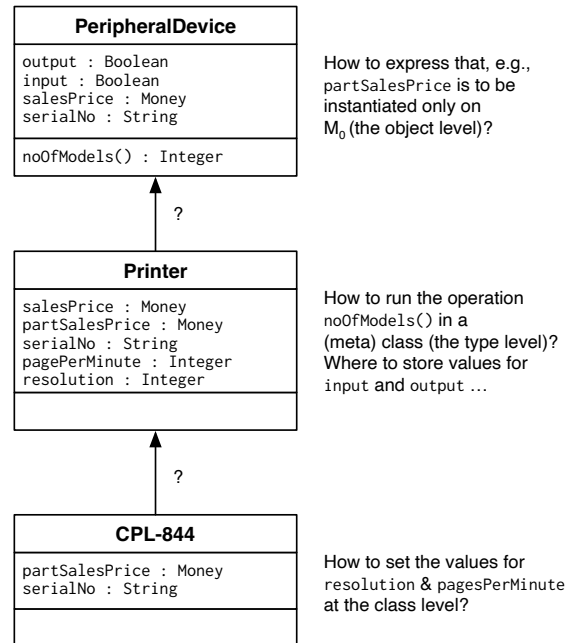 PeripheralDevice
output : Boolean
input : Boolean
salesPrice : Money
serialNo : String
noOfModels() : Integer
How to express that, e.g.,
partSalesPrice is to be
instantiated only on
M0 (the object level)?
?
Printer
salesPrice : Money
partSalesPrice : Money
serialNo : String
pagePerMinute : Integer
resolution : Integer
How to run the operation
noOfModels() in a
(meta) class (the type level)?
Where to store values for
input and output ...
?
CPL-844
partSalesPrice : Money
serialNo : String
How to set the values for
resolution & pagesPerMinute
at the class level?